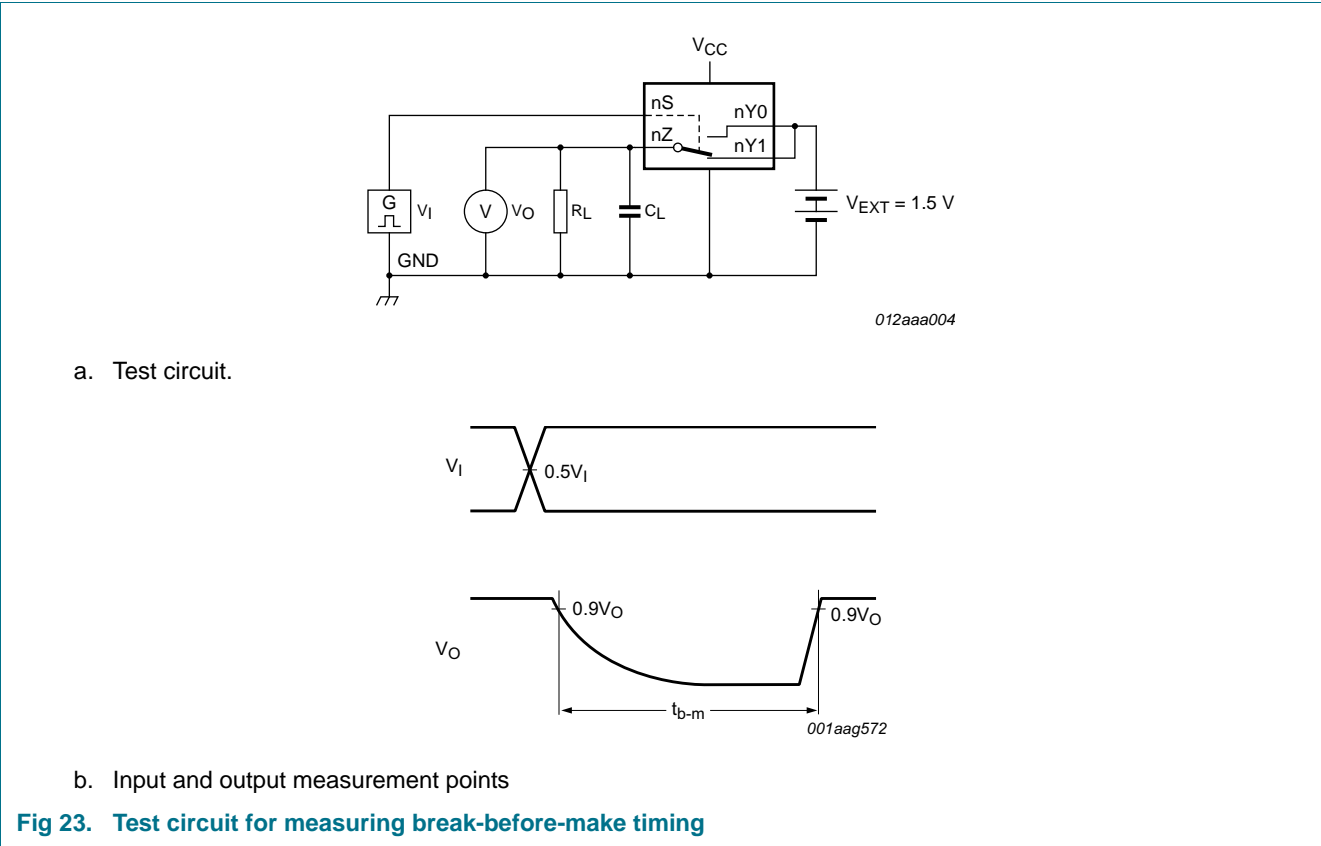 VCC
nS
nY0
nZ
nY1
G
VI
V
VO
RL
CL
VEXT = 1.5 V
GND
012aaa004
a. Test circuit.
VI
0.5VI
0.9VO
0.9VO
VO
tb-m
001aag572
b. Input and output measurement points
Fig 23. Test circuit for measuring break-before-make timing